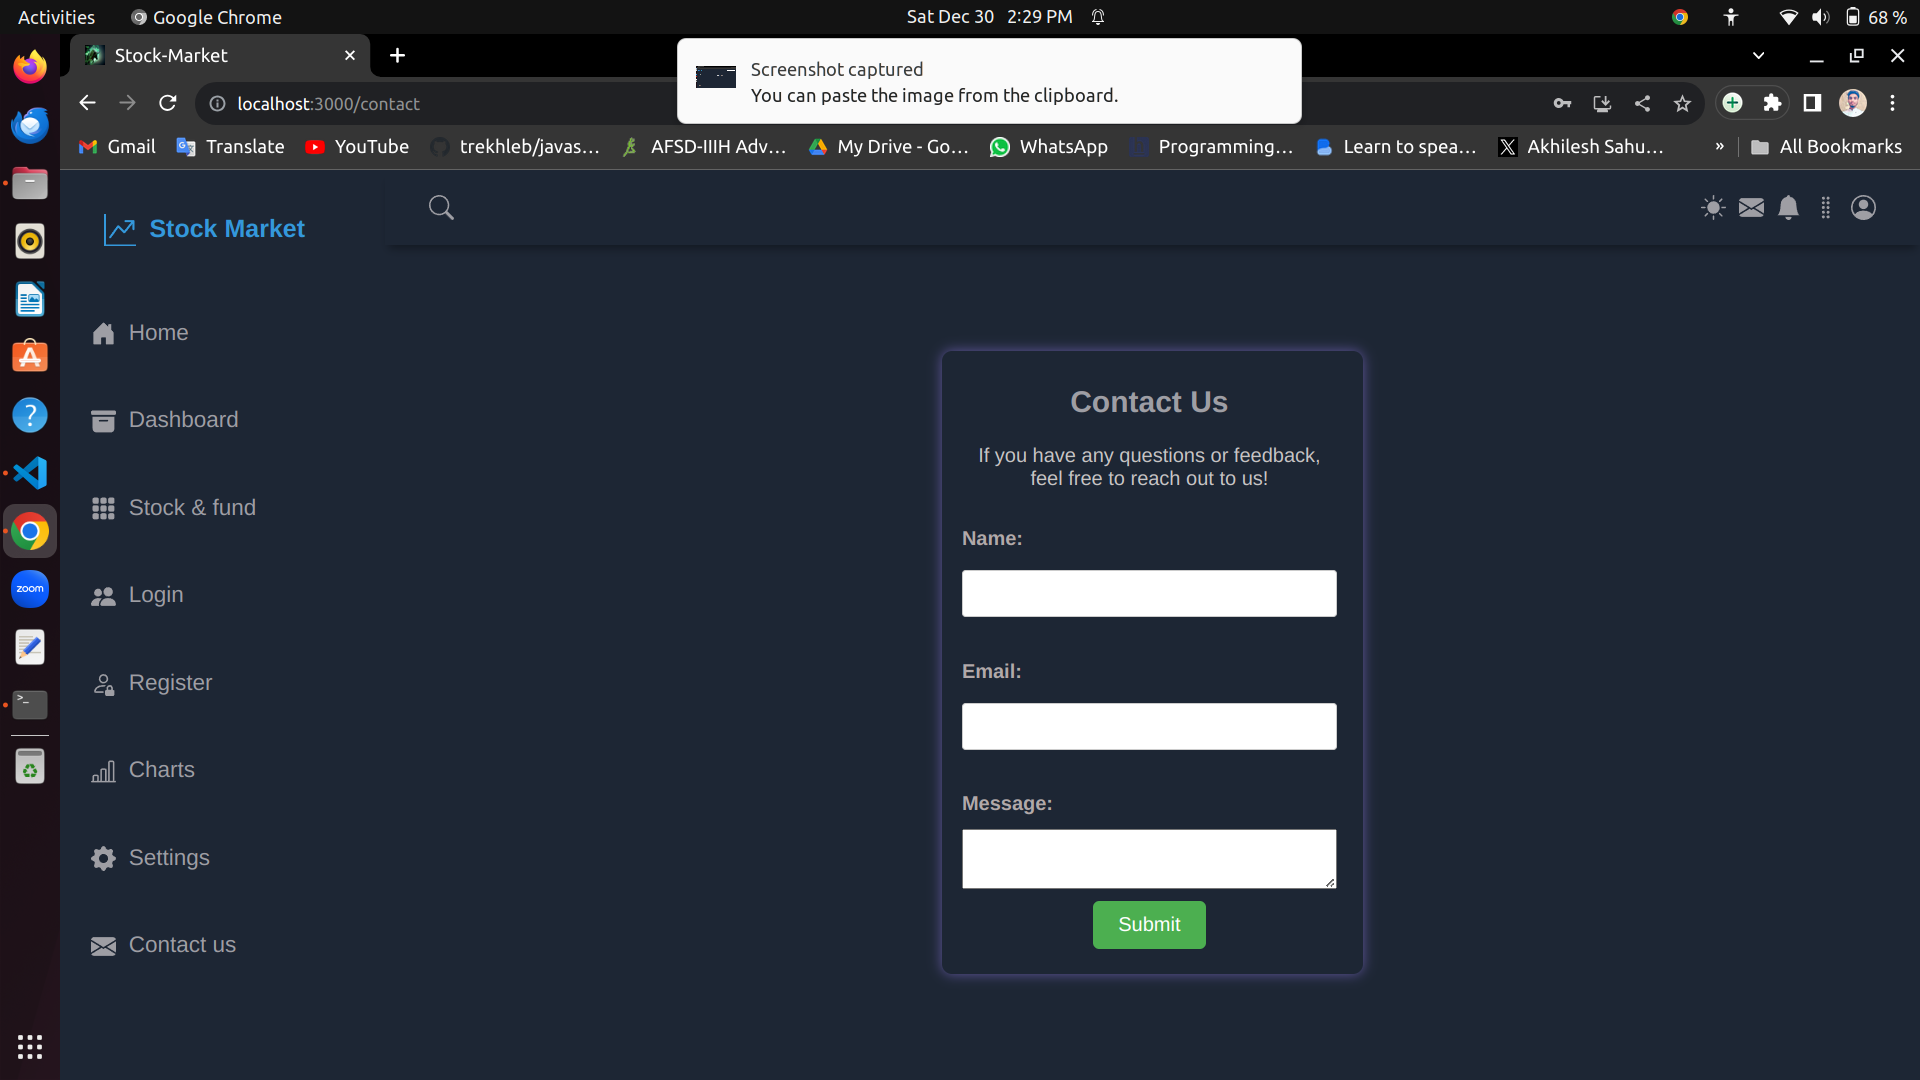 Activities
Google Chrome
Sat Dec 30 2:29 PM
68 %
Stock-Market
Screenshot captured
You can paste the image from the clipboard.
localhost:3000/contact
Gmail
Translate
YouTube
trekhleb/javas...
AFSD-IIIH Adv...
My Drive - Go...
WhatsApp
Programming...
Learn to spea...
Akhilesh Sahu...
»
All Bookmarks
Stock Market
Home
Dashboard
Stock & fund
Login
Register
Charts
Settings
Contact us
zoom
Contact Us
If you have any questions or feedback,
feel free to reach out to us!
Name:
Email:
Message:
Submit